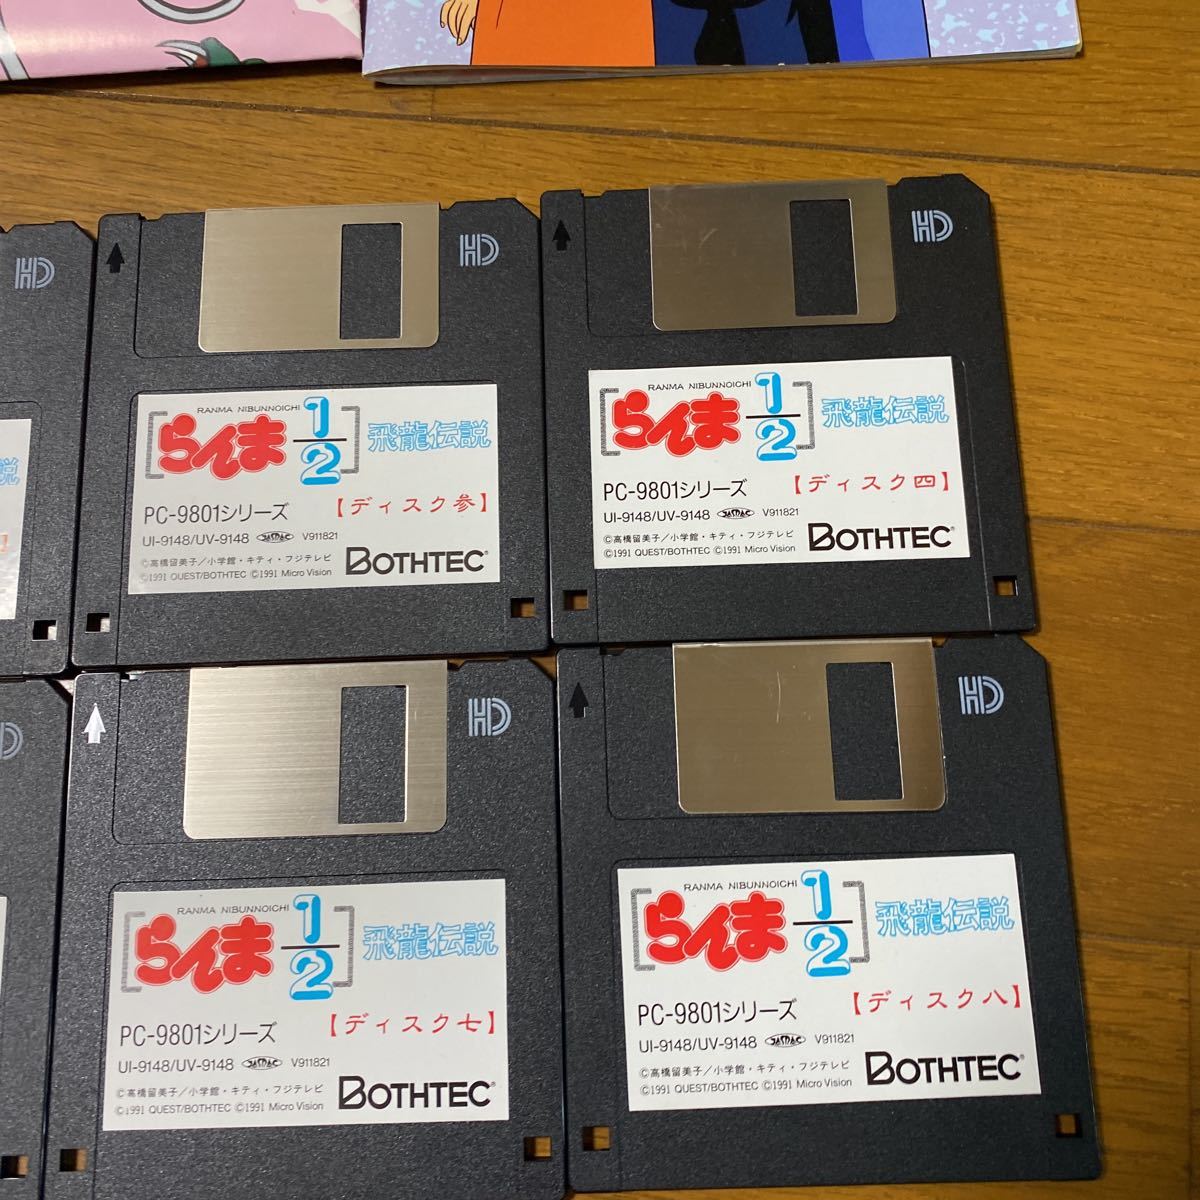 HD
HD
HD
RANMA NIBUNNOICHI
[らんま1/2]飛龍伝説
【ディスク参】
PC-9801シリーズ
UI-9148/UV-9148 JASRAC V911821
©高橋留美子／小学館・キティ・フジテレビ
©1991 QUEST/BOTHTEC ©1991 Micro Vision
BOTHTEC
RANMA NIBUNNOICHI
[らんま1/2]飛龍伝説
【ディスク四】
PC-9801シリーズ
UI-9148/UV-9148 JASRAC V911821
©高橋留美子／小学館・キティ・フジテレビ
©1991 QUEST/BOTHTEC ©1991 Micro Vision
BOTHTEC
説
HD
HD
RANMA NIBUNNOICHI
[らんま1/2]飛龍伝説
【ディスク七】
PC-9801シリーズ
UI-9148/UV-9148 JASRAC V911821
©高橋留美子／小学館・キティ・フジテレビ
©1991 QUEST/BOTHTEC ©1991 Micro Vision
BOTHTEC
RANMA NIBUNNOICHI
[らんま1/2]飛龍伝説
【ディスク八】
PC-9801シリーズ
UI-9148/UV-9148 JASRAC V911821
©高橋留美子／小学館・キティ・フジテレビ
©1991 QUEST/BOTHTEC ©1991 Micro Vision
BOTHTEC